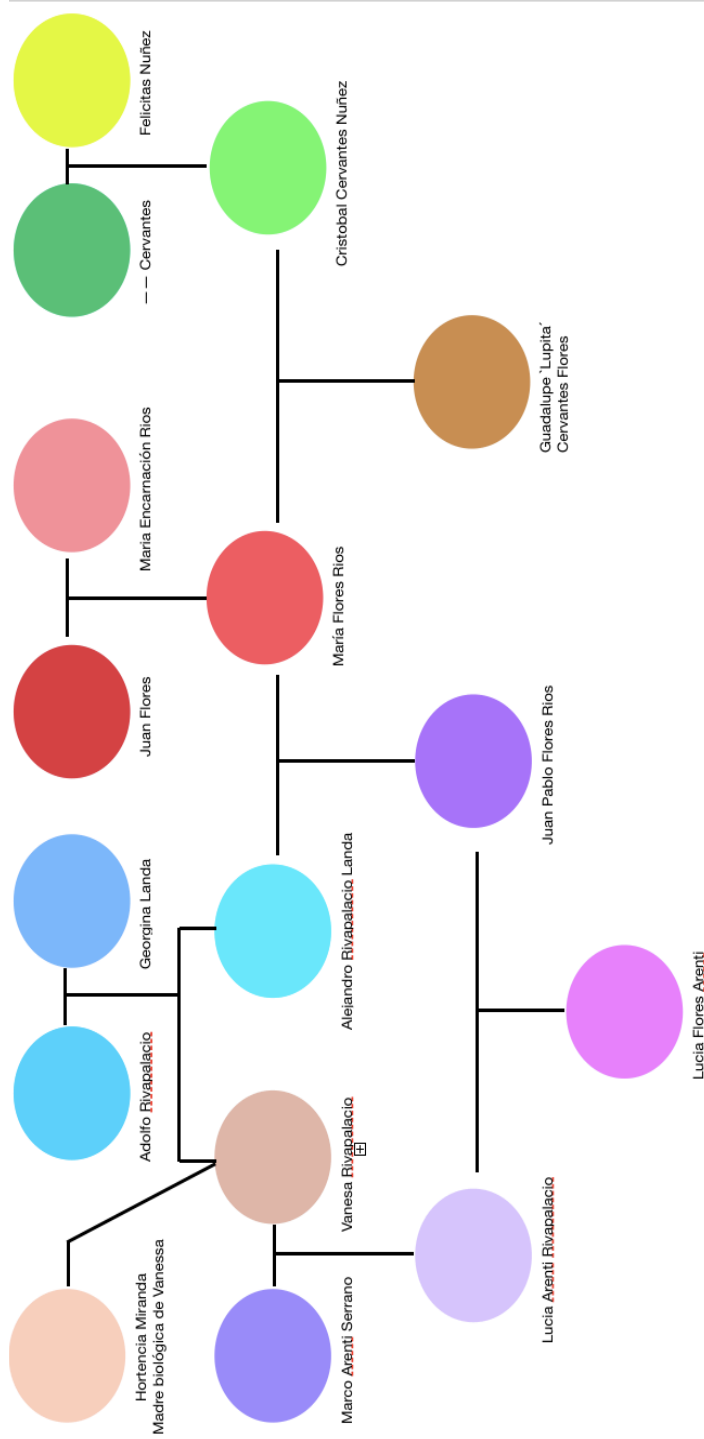 Hortencia Miranda
Madre biológica de Vanessa
Adolfo Rivapalacio
Georgina Landa
Juan Flores
Maria Encarnación Rios
— — Cervantes
Felicitas Nuñez
Marco Arenti Serrano
Vanesa Rivapalacio
Alejandro Rivapalacio Landa
María Flores Rios
Cristobal Cervantes Nuñez
Lucia Arenti Rivapalacio
Juan Pablo Flores Rios
Guadalupe `Lupita´
Cervantes Flores
Lucia Flores Arenti